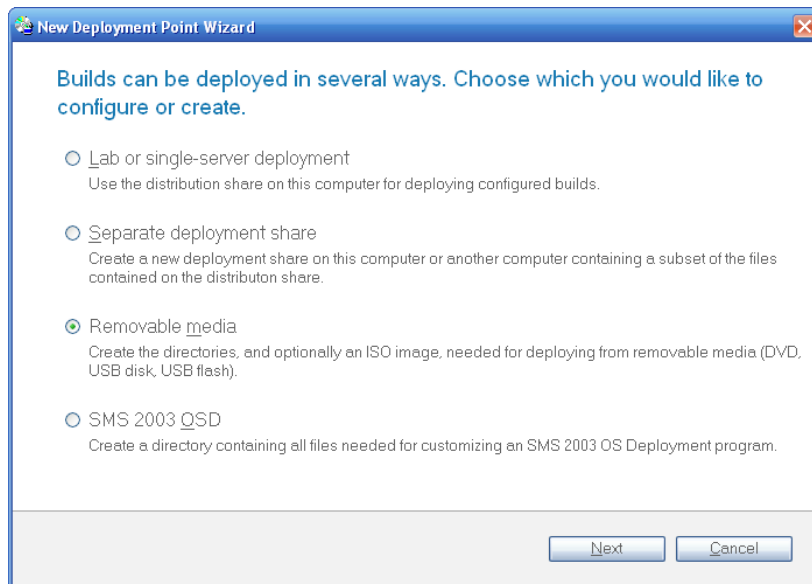 New Deployment Point Wizard
Builds can be deployed in several ways. Choose which you would like to
configure or create.
Lab or single-server deployment
Use the distribution share on this computer for deploying configured builds.
Separate deployment share
Create a new deployment share on this computer or another computer containing a subset of the files
contained on the distributon share.
Removable media
Create the directories, and optionally an ISO image, needed for deploying from removable media (DVD,
USB disk, USB flash).
SMS 2003 OSD
Create a directory containing all files needed for customizing an SMS 2003 OS Deployment program.
Next
Cancel